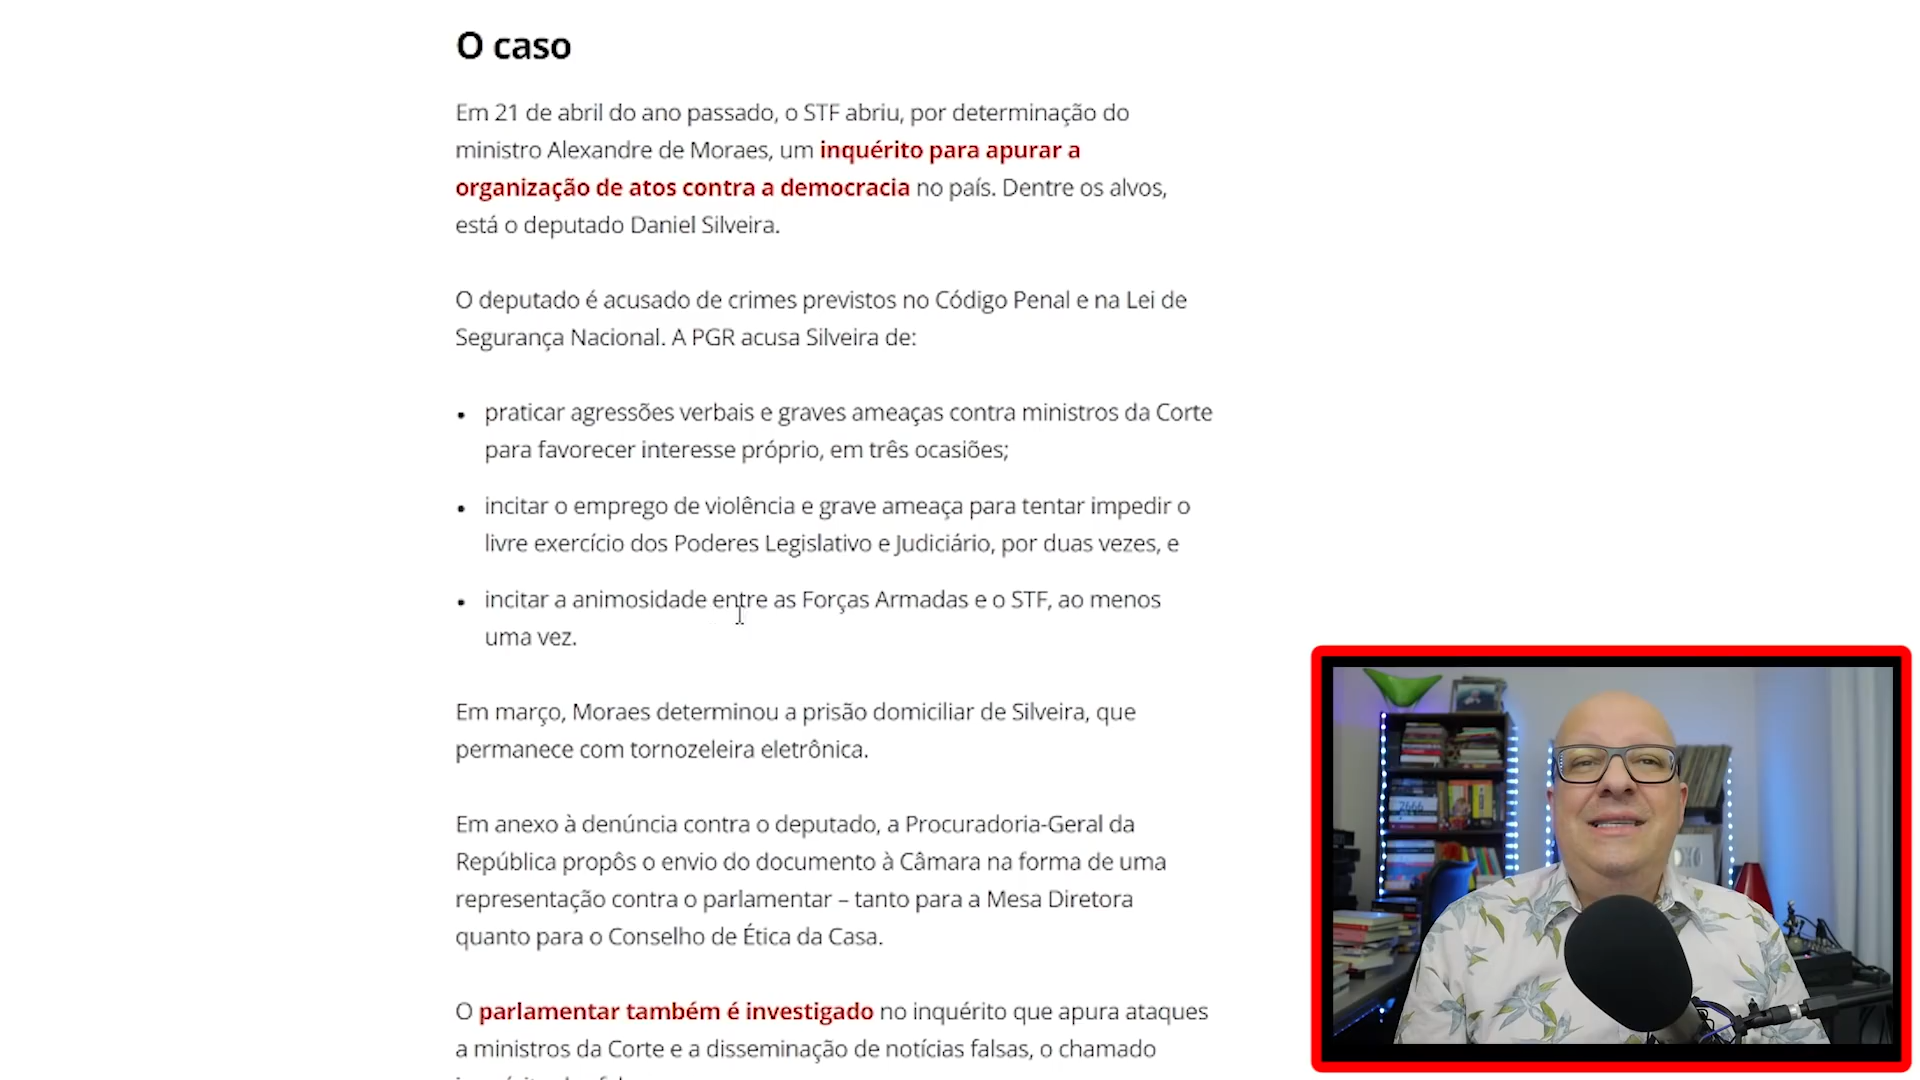 O caso
Em 21 de abril do ano passado, o STF abriu, por determinação do
ministro Alexandre de Moraes, um inquérito para apurar a
organização de atos contra a democracia no país. Dentre os alvos,
está o deputado Daniel Silveira.
O deputado é acusado de crimes previstos no Código Penal e na Lei de
Segurança Nacional. A PGR acusa Silveira de:
• praticar agressões verbais e graves ameaças contra ministros da Corte
para favorecer interesse próprio, em três ocasiões;
• incitar o emprego de violência e grave ameaça para tentar impedir o
livre exercício dos Poderes Legislativo e Judiciário, por duas vezes, e
• incitar a animosidade entre as Forças Armadas e o STF, ao menos
uma vez.
Em março, Moraes determinou a prisão domiciliar de Silveira, que
permanece com tornozeleira eletrônica.
Em anexo à denúncia contra o deputado, a Procuradoria-Geral da
República propôs o envio do documento à Câmara na forma de uma
representação contra o parlamentar – tanto para a Mesa Diretora
quanto para o Conselho de Ética da Casa.
O parlamentar também é investigado no inquérito que apura ataques
a ministros da Corte e a disseminação de notícias falsas, o chamado
2666